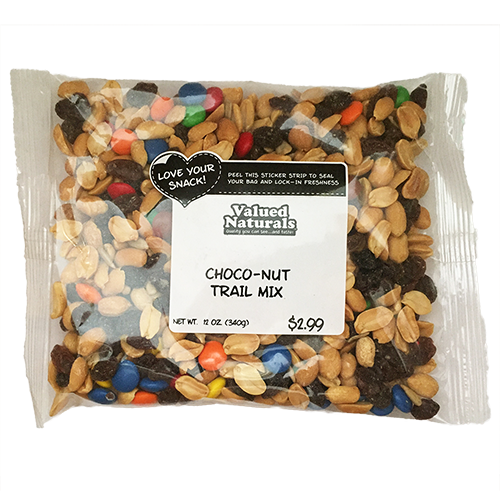 LOVE YOUR
SNACK!
PEEL THIS STICKER STRIP TO SEAL
YOUR BAG AND LOCK-IN FRESHNESS
Valued
Naturals
Quality you can see...and taste!
CHOCO-NUT
TRAIL MIX
NET WT. 12 OZ. (340g) $2.99